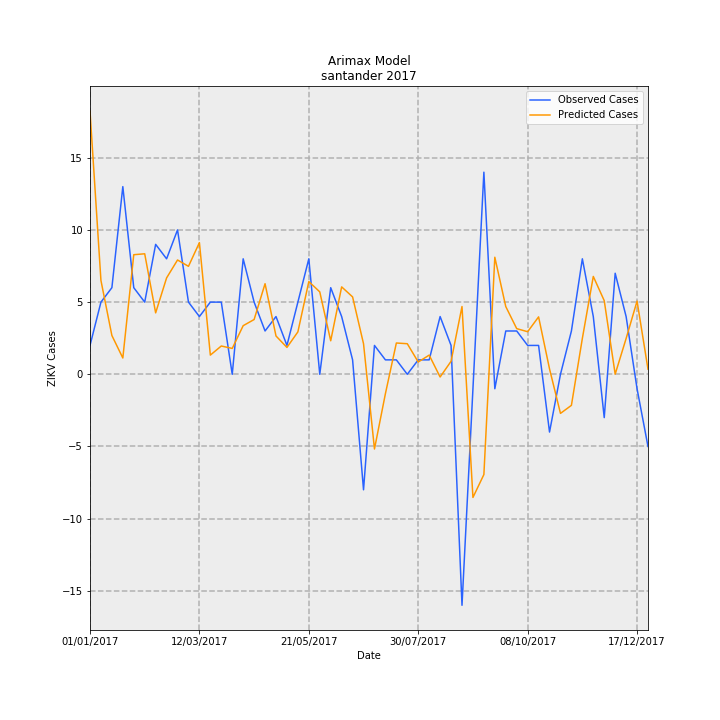 Arimax Model
santander 2017
Observed Cases
Predicted Cases
15
10
5
0
−5
−10
−15
ZIKV Cases
01/01/2017 12/03/2017 21/05/2017 30/07/2017 08/10/2017 17/12/2017
Date